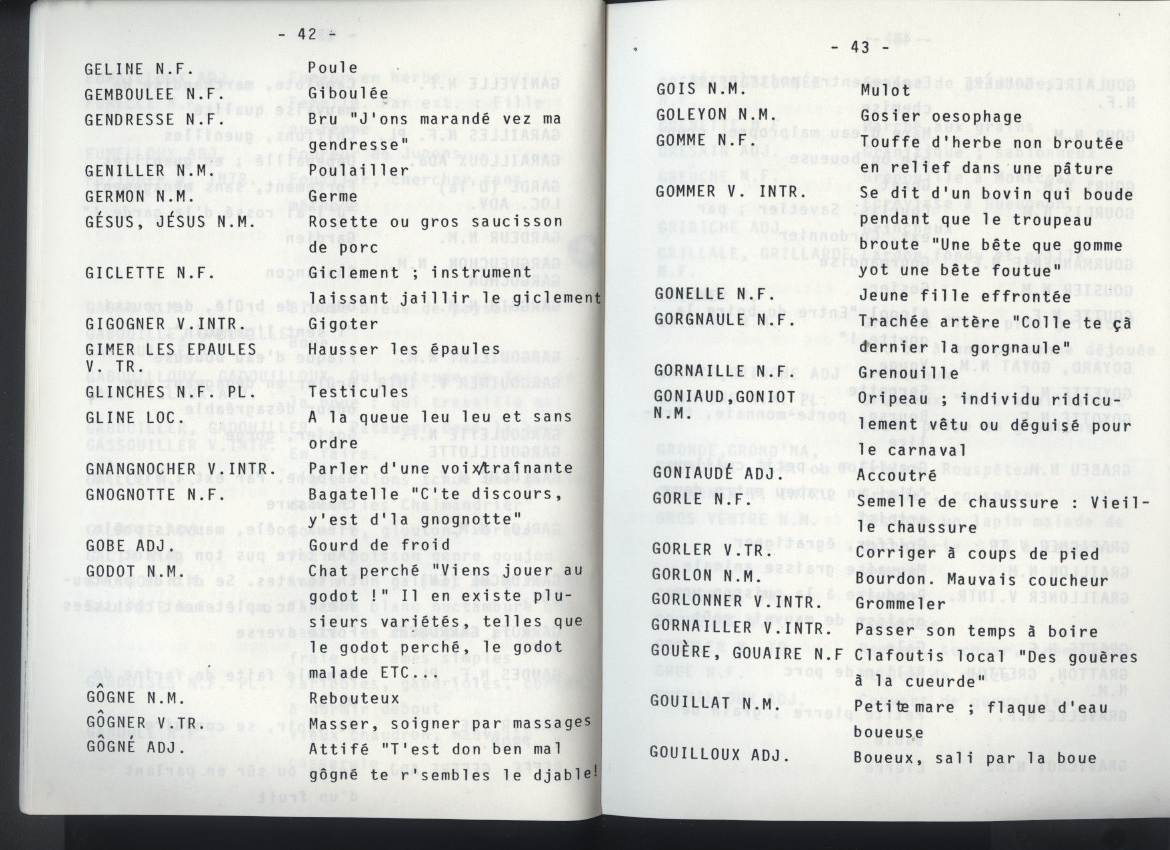 - 42 -
GELINE N.F. Poule
GEMBOULEE N.F. Giboulée
GENDRESSE N.F. Bru "J'ons marandé vez ma
gendresse".
GENILLER N.M. Poulailler
GERMON N.M. Germe
GÉSUS, JÉSUS N.M. Rosette ou gros saucisson
de porc
GICLETTE N.F. Giclement ; instrument
laissant jaillir le giclement
GIGOGNER V.INTR. Gigoter
GIMER LES EPAULES Hausser les épaules
V. TR.
GLINCHES N.F. PL. Testicules
GLINE LOC. A la queue leu leu et sans
ordre
GNANGNOCHER V.INTR. Parler d'une voix traînante
GNOGNOTTE N.F. Bagatelle "C'te discours,
y'est d'la gnognotte"
GOBE ADJ. Gourd de froid
GODOT N.M. Chat perché "Viens jouer au
godot !" Il en existe plu-
sieurs variétés, telles que
le godot perché, le godot
malade ETC...
GÔGNE N.M. Rebouteux
GÔGNER V.TR. Masser, soigner par massages
GÔGNÉ ADJ. Attifé "T'est don ben mal
gôgné te r'sembles le djable!
- 43 -
GOIS N.M. Mulot
GOLEYON N.M. Gosier oesophage
GOMME N.F. Touffe d'herbe non broutée
en relief dans une pâture
GOMMER V. INTR. Se dit d'un bovin qui boude
pendant que le troupeau
broute "Une bête que gomme
yot une bête foutue"
GONELLE N.F. Jeune fille effrontée
GORGNAULE N.F. Trachée artère "Colle te çà
dernier la gorgnaule"
GORNAILLE N.F. Grenouille
GONIAUD,GONIOT Oripeau ; individu ridicu-
N.M.
lement vêtu ou déguisé pour
le carnaval
GONIAUDÉ ADJ. Accoutré
GORLE N.F. Semelle de chaussure : Vieil-
le chaussure
GORLER V.TR. Corriger à coups de pied
GORLON N.M. Bourdon. Mauvais coucheur
GORLONNER V.INTR. Grommeler
GORNAILLER V.INTR. Passer son temps à boire
GOUÈRE, GOUAIRE N.F Clafoutis local "Des gouères
à la courde"
GOUILLAT N.M. Petite mare ; flaque d'eau
boueuse
GOUILLOUX ADJ. Boueux, sali par la boue